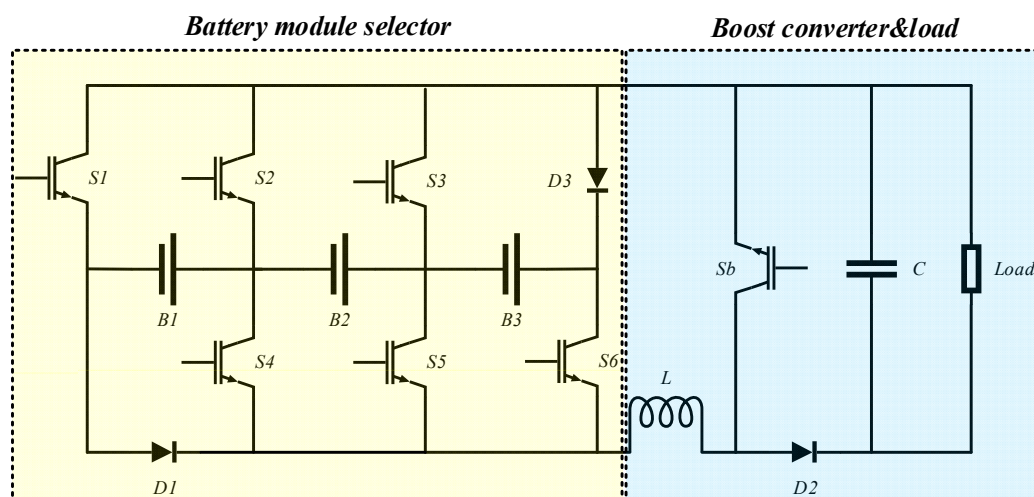 Battery module selector
Boost converter&load
S1
S2
S3
D3
Sb
C
Load
B1
B2
B3
S4
S5
S6
L
D1
D2